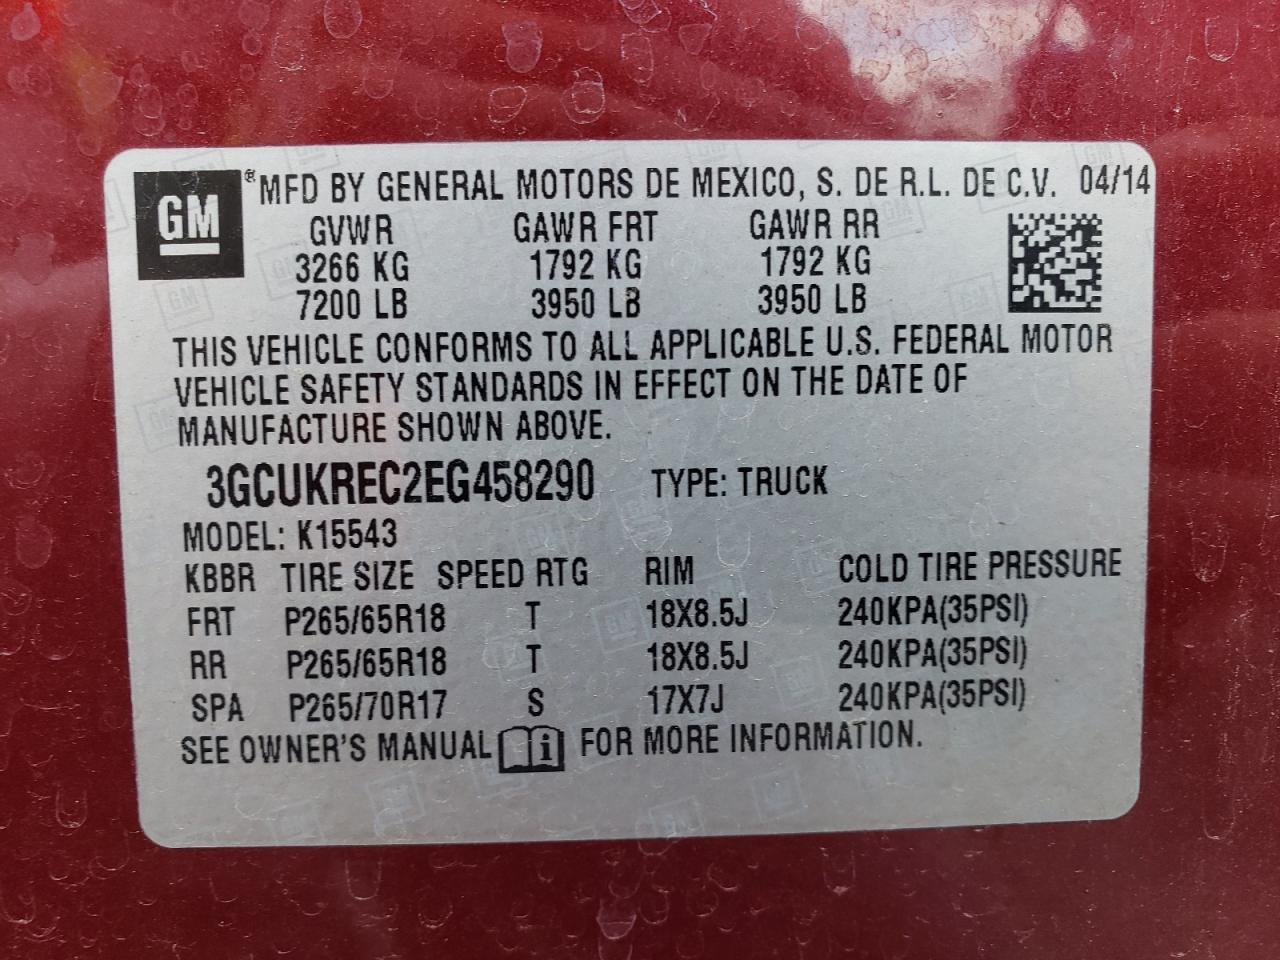 GM ® MFD BY GENERAL MOTORS DE MEXICO, S. DE R.L. DE C.V. 04/14
GVWR GAWR FRT GAWR RR
3266 KG 1792 KG 1792 KG
7200 LB 3950 LB 3950 LB
THIS VEHICLE CONFORMS TO ALL APPLICABLE U.S. FEDERAL MOTOR
VEHICLE SAFETY STANDARDS IN EFFECT ON THE DATE OF
MANUFACTURE SHOWN ABOVE.
3GCUKREC2EG458290 TYPE: TRUCK
MODEL: K15543
KBBR TIRE SIZE SPEED RTG RIM COLD TIRE PRESSURE
FRT P265/65R18 T 18X8.5J 240KPA(35PSI)
RR P265/65R18 T 18X8.5J 240KPA(35PSI)
SPA P265/70R17 S 17X7J 240KPA(35PSI)
SEE OWNER'S MANUAL i FOR MORE INFORMATION.